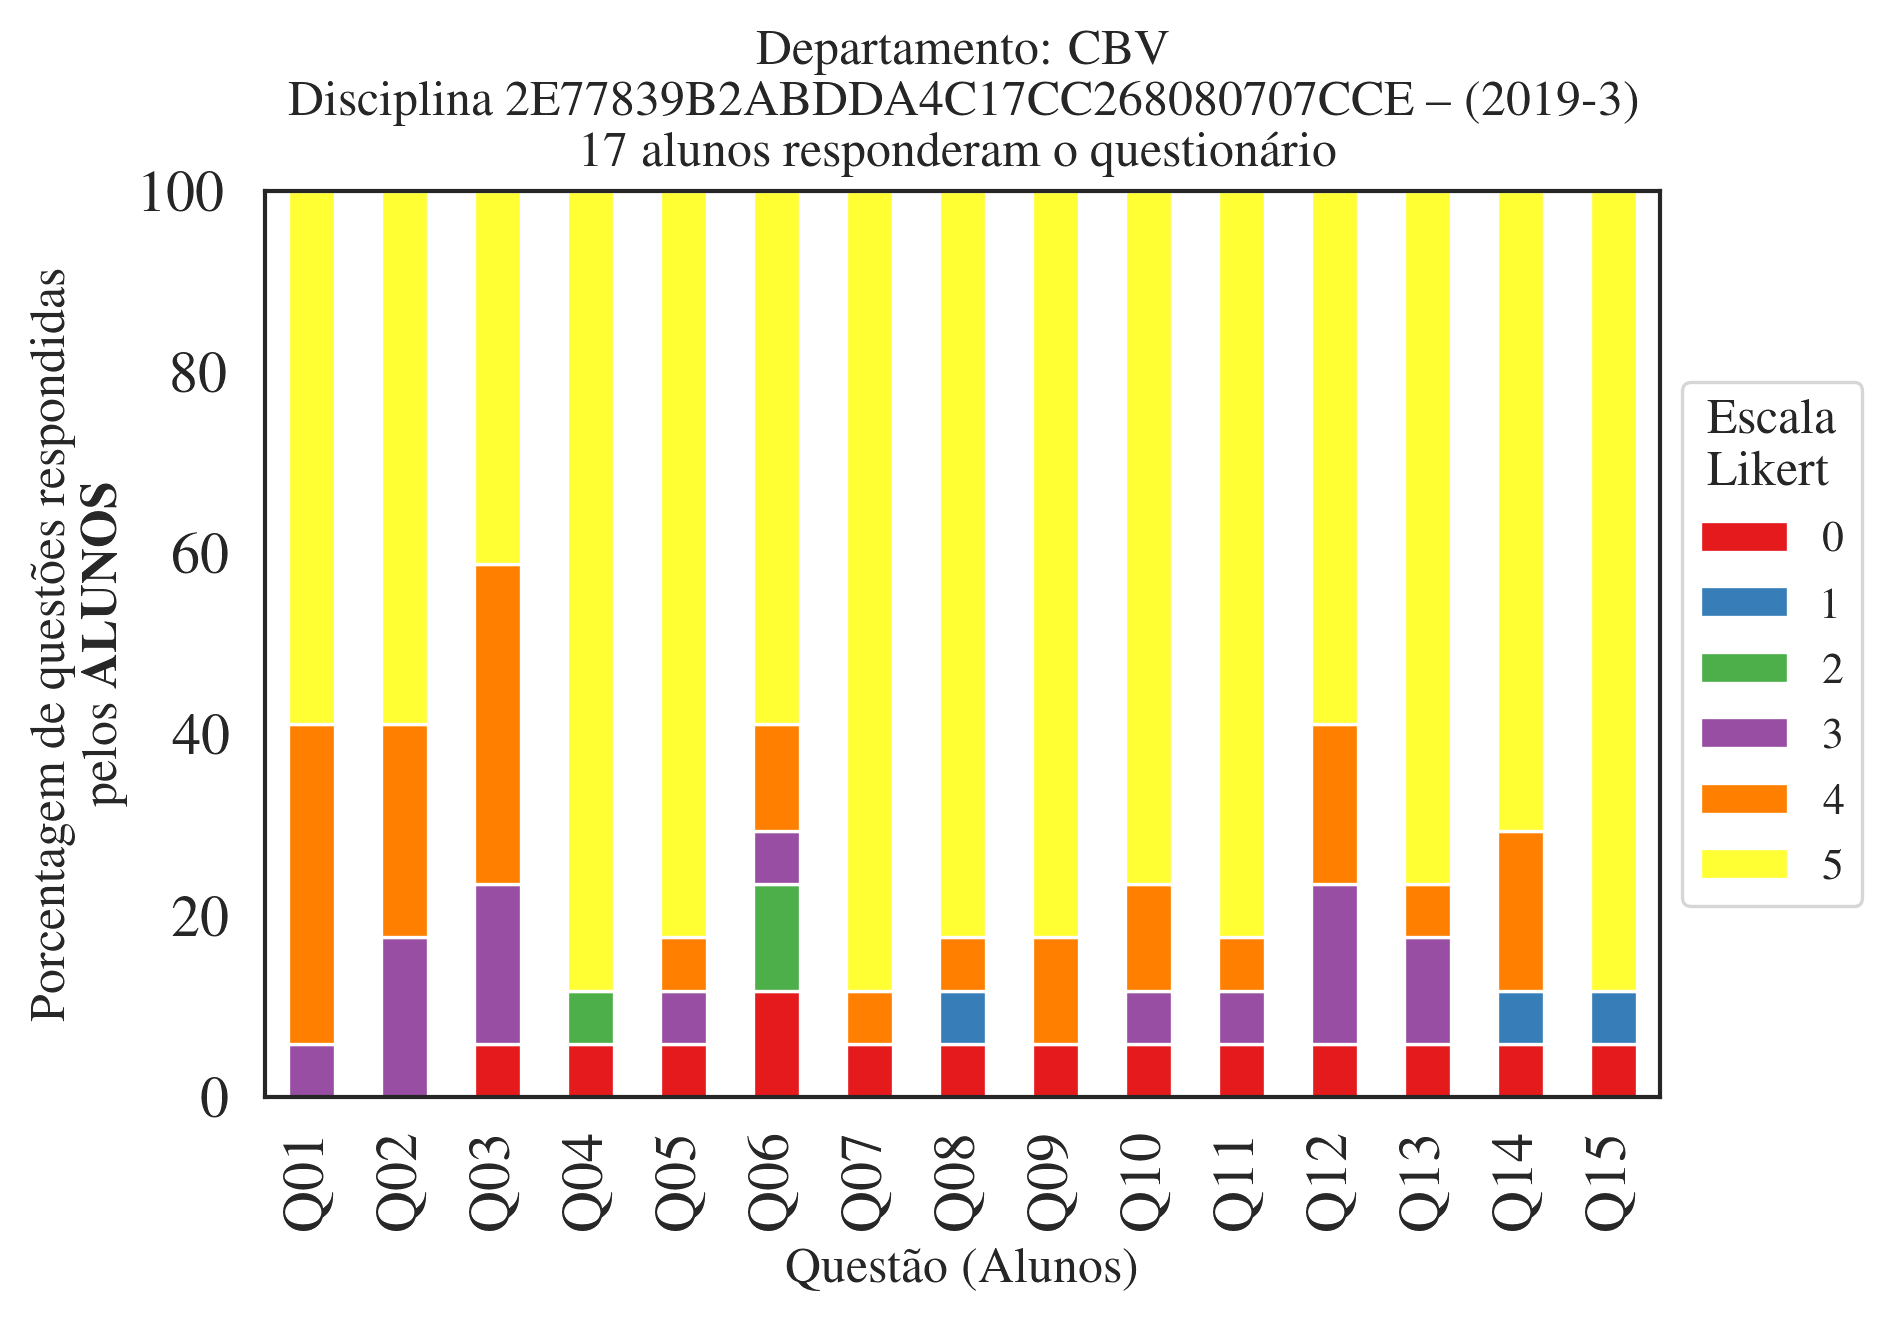 Departamento: CBV
Disciplina 2E77839B2ABDDA4C17CC268080707CCE – (2019-3)
17 alunos responderam o questionário
Porcentagem de questões respondidas
pelos ALUNOS
100
80
60
40
20
0
Q01
Q02
Q03
Q04
Q05
Q06
Q07
Q08
Q09
Q10
Q11
Q12
Q13
Q14
Q15
Questão (Alunos)
Escala
Likert
0
1
2
3
4
5